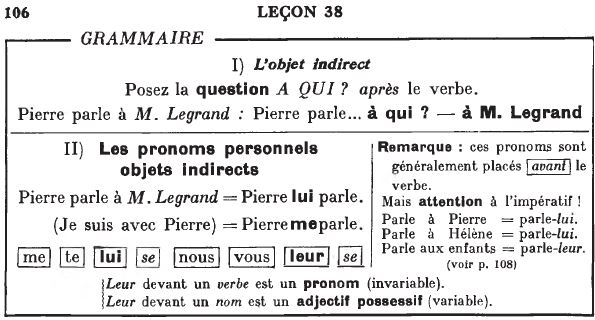 106 LEÇON 38
GRAMMAIRE
I) L'objet indirect
Posez la question A QUI ? après le verbe.
Pierre parle à M. Legrand : Pierre parle... à qui ? — à M. Legrand
II) Les pronoms personnels
objets indirects
Pierre parle à M. Legrand = Pierre lui parle.
(Je suis avec Pierre) = Pierre me parle.
me te lui se nous vous leur se
Remarque : ces pronoms sont
généralement placés avant le
verbe.
Mais attention à l'impératif !
Parle à Pierre = parle-lui.
Parle à Hélène = parle-lui.
Parle aux enfants = parle-leur.
(voir p. 108)
Leur devant un verbe est un pronom (invariable).
Leur devant un nom est un adjectif possessif (variable).